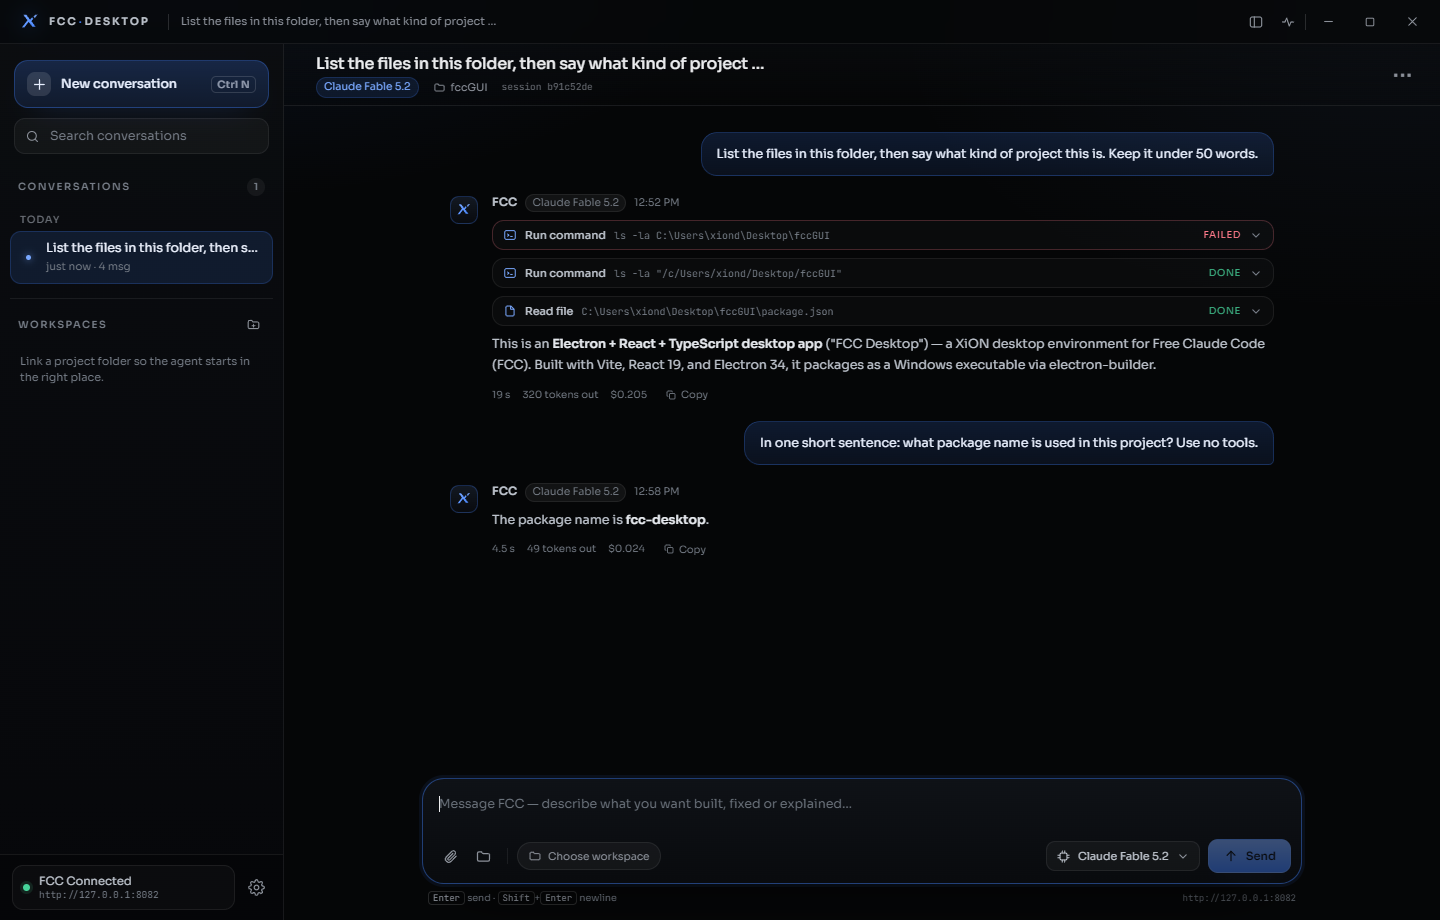 FCC·DESKTOP
List the files in this folder, then say what kind of project ...
New conversation
Ctrl N
Search conversations
CONVERSATIONS
1
TODAY
List the files in this folder, then s...
just now · 4 msg
WORKSPACES
Link a project folder so the agent starts in
the right place.
FCC Connected
http://127.0.0.1:8082
List the files in this folder, then say what kind of project ...
Claude Fable 5.2
fccGUI
session b91c52de
List the files in this folder, then say what kind of project this is. Keep it under 50 words.
FCC Claude Fable 5.2 12:52 PM
Run command ls -la C:\Users\xiond\Desktop\fccGUI FAILED
Run command ls -la "/c/Users/xiond/Desktop/fccGUI" DONE
Read file C:\Users\xiond\Desktop\fccGUI\package.json DONE
This is an Electron + React + TypeScript desktop app ("FCC Desktop") — a XiON desktop environment for Free Claude Code
(FCC). Built with Vite, React 19, and Electron 34, it packages as a Windows executable via electron-builder.
19 s 320 tokens out $0.205 Copy
In one short sentence: what package name is used in this project? Use no tools.
FCC Claude Fable 5.2 12:58 PM
The package name is fcc-desktop.
4.5 s 49 tokens out $0.024 Copy
Message FCC — describe what you want built, fixed or explained...
Choose workspace
Claude Fable 5.2
Send
Enter send · Shift + Enter newline
http://127.0.0.1:8082